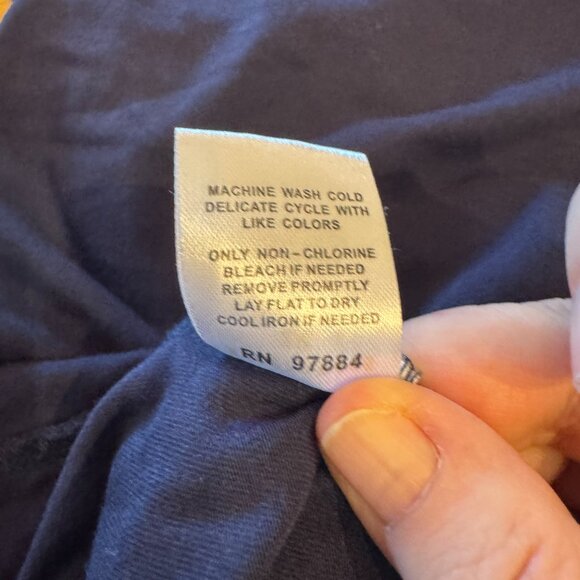 MACHINE WASH COLD
DELICATE CYCLE WITH
LIKE COLORS
ONLY NON-CHLORINE
BLEACH IF NEEDED
REMOVE PROMPTLY
LAY FLAT TO DRY
COOL IRON IF NEEDED
RN 97884